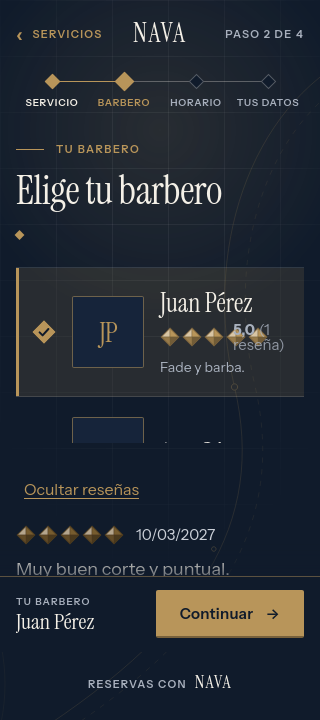 ‹ SERVICIOS NAVA PASO 2 DE 4
SERVICIO BARBERO HORARIO TUS DATOS
TU BARBERO
Elige tu barbero
JP
Juan Pérez
5,0 (1
reseña)
Fade y barba.
Ocultar reseñas
10/03/2027
Muy buen corte y puntual.
TU BARBERO
Juan Pérez
Continuar →
RESERVAS CON NAVA